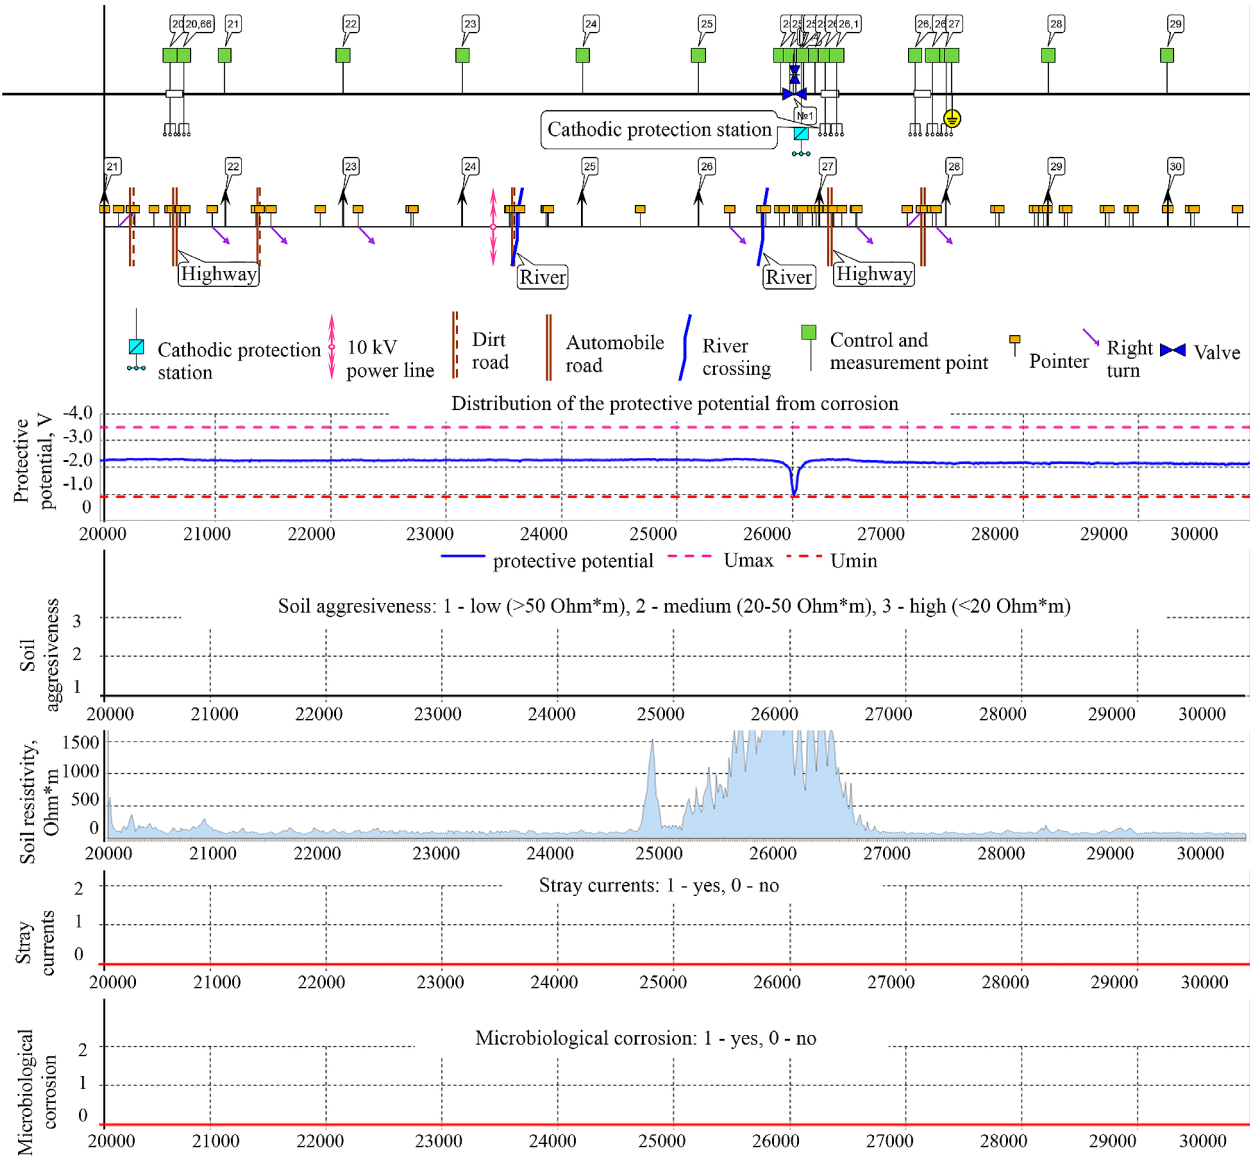 20 20,66 21 22 23 24 25 26,1 26, 27 28 29
№1
Cathodic protection station
21 22 23 24 25 26 27 28 29 30
Highway River River Highway
Cathodic protection
station
10 kV
power line
Dirt
road
Automobile
road
River
crossing
Control and
measurement point
Pointer
Right
turn
Valve
Distribution of the protective potential from corrosion
Protective
potential, V
-4.0
-3.0
-2.0
-1.0
0
20000 21000 22000 23000 24000 25000 26000 27000 28000 29000 30000
protective potential Umax Umin
Soil aggresiveness: 1 - low (>50 Ohm*m), 2 - medium (20-50 Ohm*m), 3 - high (<20 Ohm*m)
Soil
aggresiveness
3
2
1
20000 21000 22000 23000 24000 25000 26000 27000 28000 29000 30000
Soil resistivity,
Ohm*m
1500
1000
500
0
20000 21000 22000 23000 24000 25000 26000 27000 28000 29000 30000
Stray currents: 1 - yes, 0 - no
Stray
currents
2
1
0
20000 21000 22000 23000 24000 25000 26000 27000 28000 29000 30000
Microbiological corrosion: 1 - yes, 0 - no
Microbiological
corrosion
2
1
0
20000 21000 22000 23000 24000 25000 26000 27000 28000 29000 30000